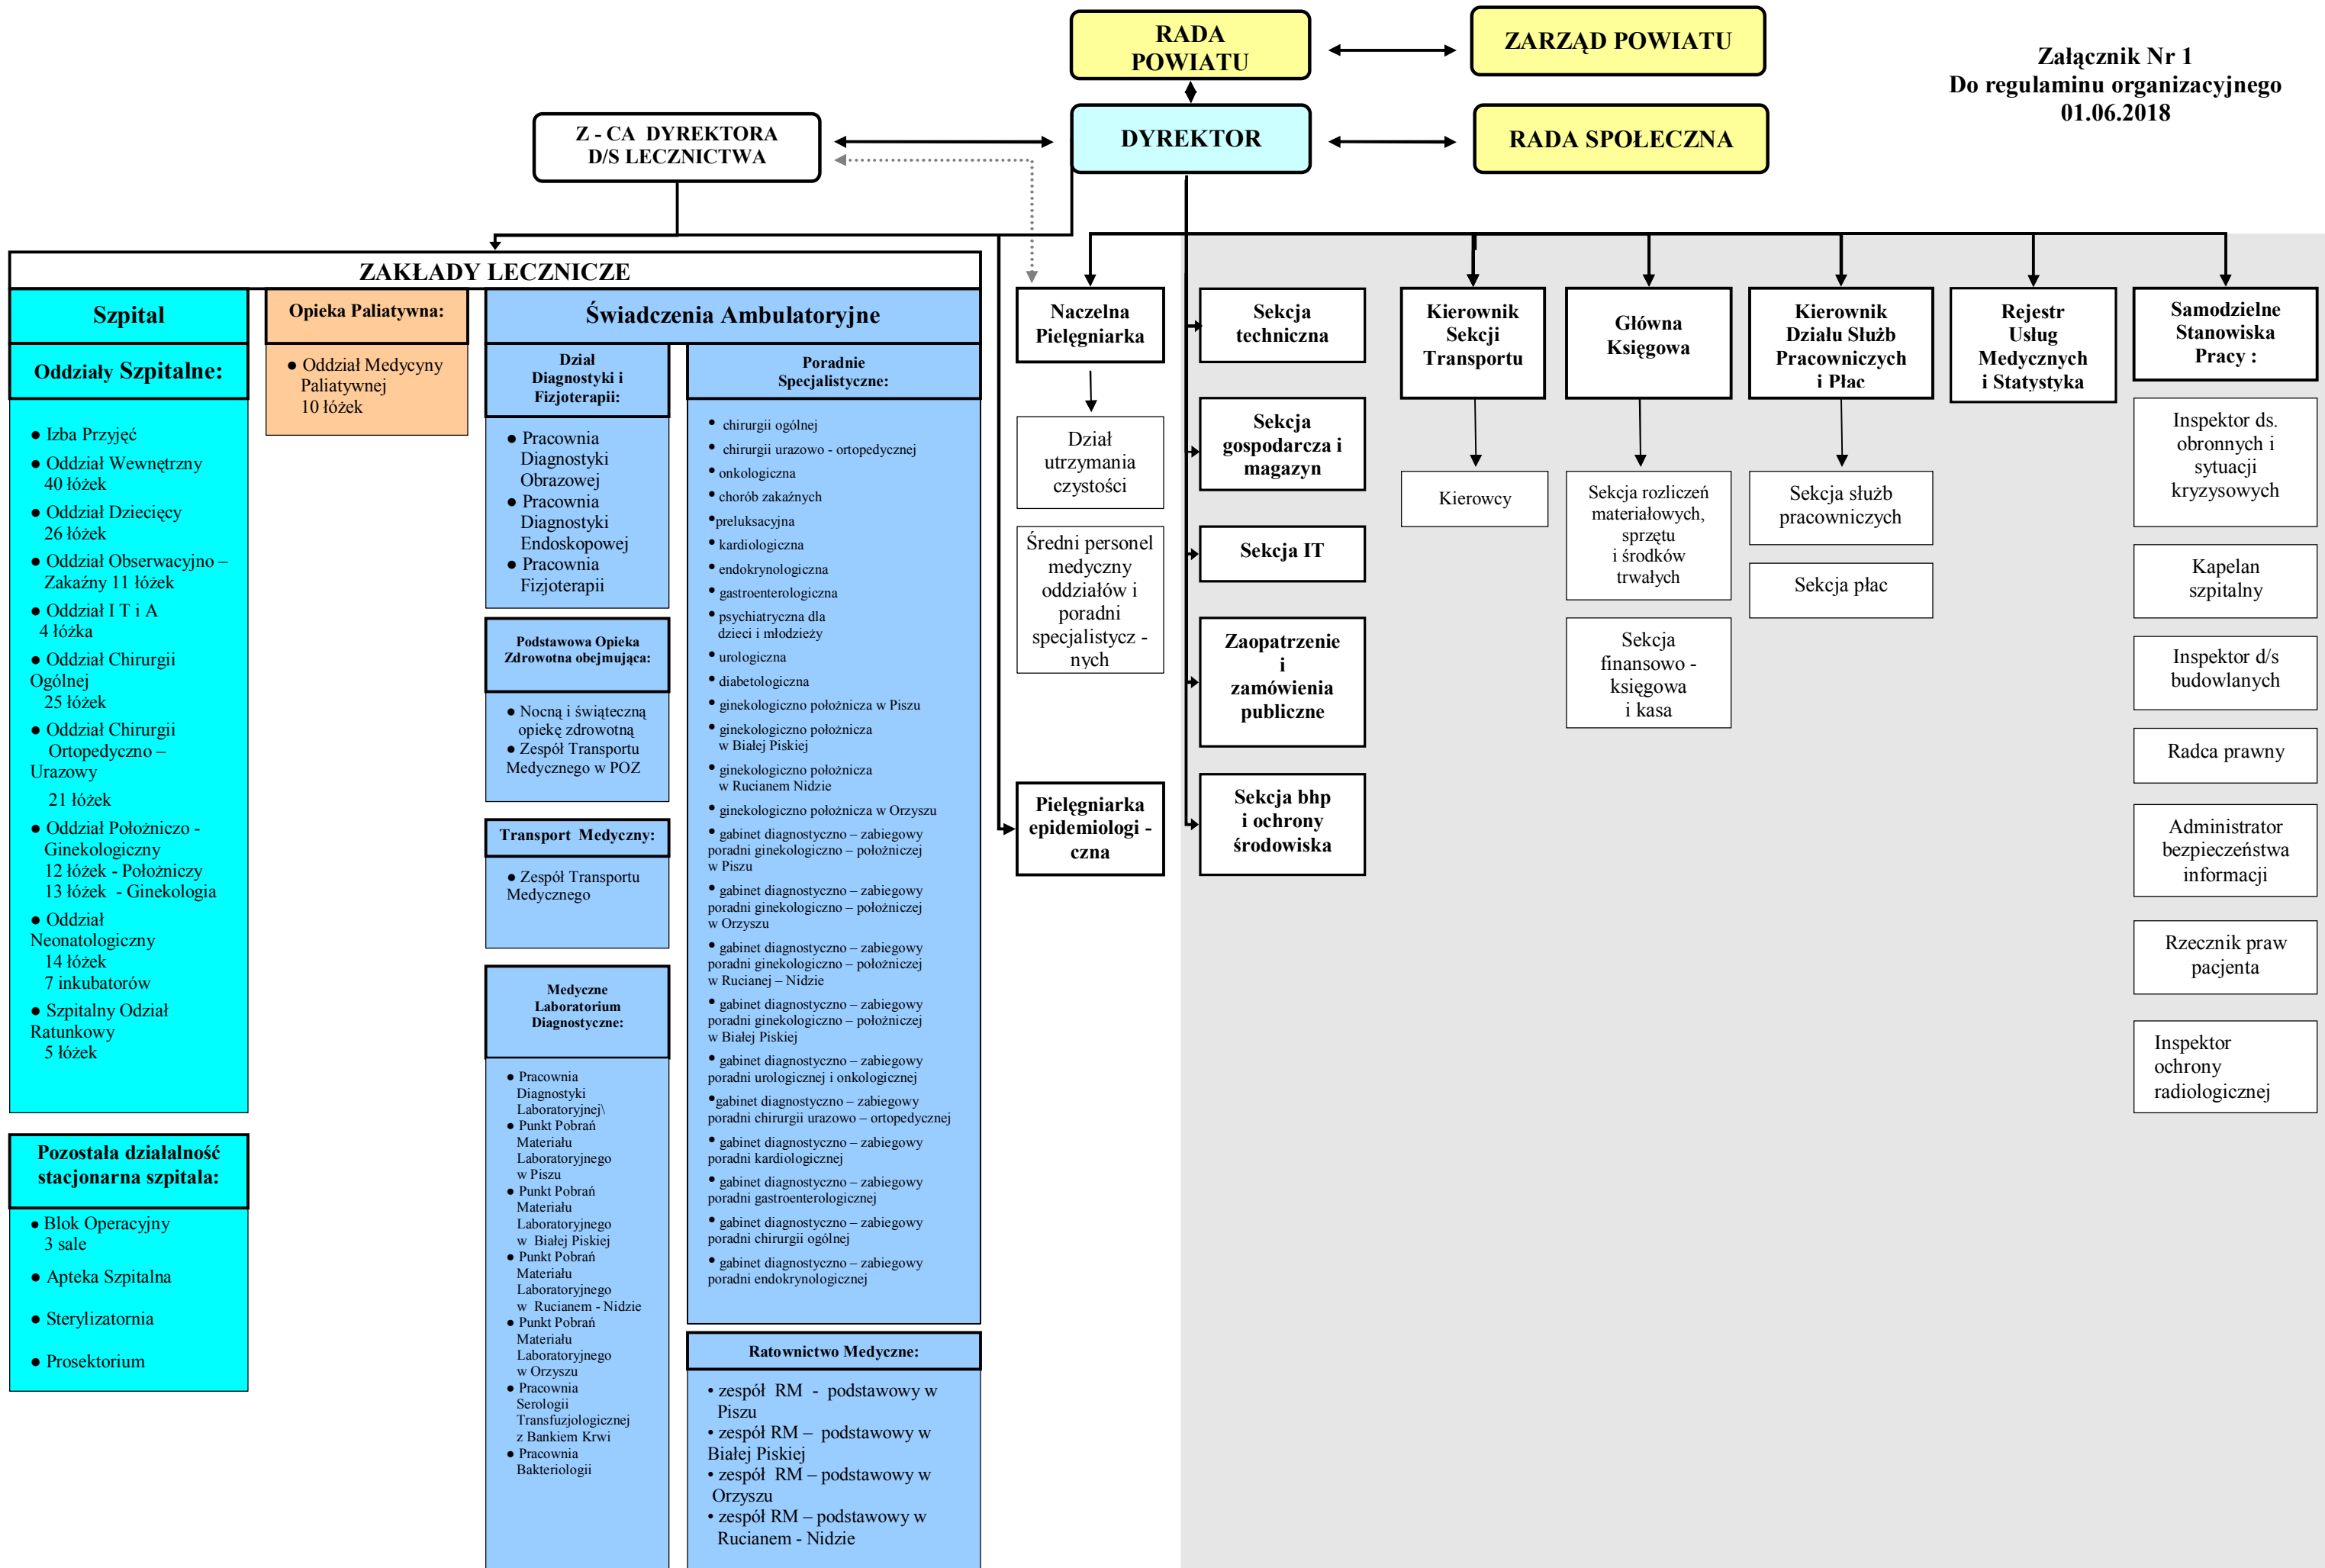 RADA
POWIATU
ZARZĄD POWIATU
Załącznik Nr 1
Do regulaminu organizacyjnego
01.06.2018
Z - CA DYREKTORA
D/S LECZNICTWA
DYREKTOR
RADA SPOŁECZNA
ZAKŁADY LECZNICZE
Szpital
Oddziały Szpitalne:
● Izba Przyjęć
● Oddział Wewnętrzny
40 łóżek
● Oddział Dziecięcy
26 łóżek
● Oddział Obserwacyjno –
Zakaźny 11 łóżek
● Oddział I T i A
4 łóżka
● Oddział Chirurgii
Ogólnej
25 łóżek
● Oddział Chirurgii
Ortopedyczno –
Urazowy
21 łóżek
● Oddział Położniczo -
Ginekologiczny
12 łóżek - Położniczy
13 łóżek - Ginekologia
● Oddział
Neonatologiczny
14 łóżek
7 inkubatorów
● Szpitalny Odział
Ratunkowy
5 łóżek
Pozostała działalność
stacjonarna szpitala:
● Blok Operacyjny
3 sale
● Apteka Szpitalna
● Sterylizatornia
● Prosektorium
Opieka Paliatywna:
● Oddział Medycyny
Paliatywnej
10 łóżek
Świadczenia Ambulatoryjne
Dział
Diagnostyki i
Fizjoterapii:
● Pracownia
Diagnostyki
Obrazowej
● Pracownia
Diagnostyki
Endoskopowej
● Pracownia
Fizjoterapii
Podstawowa Opieka
Zdrowotna obejmująca:
● Nocną i świąteczną
opiekę zdrowotną
● Zespół Transportu
Medycznego w POZ
Transport Medyczny:
● Zespół Transportu
Medycznego
Medyczne
Laboratorium
Diagnostyczne:
● Pracownia
Diagnostyki
Laboratoryjnej\
● Punkt Pobrań
Materiału
Laboratoryjnego
w Piszu
● Punkt Pobrań
Materiału
Laboratoryjnego
w Białej Piskiej
● Punkt Pobrań
Materiału
Laboratoryjnego
w Rucianem - Nidzie
● Punkt Pobrań
Materiału
Laboratoryjnego
w Orzyszu
● Pracownia
Serologii
Transfuzjologicznej
z Bankiem Krwi
● Pracownia
Bakteriologii
Poradnie
Specjalistyczne:
• chirurgii ogólnej
• chirurgii urazowo - ortopedycznej
• onkologiczna
• chorób zakaźnych
•preluksacyjna
• kardiologiczna
• endokrynologiczna
• gastroenterologiczna
• psychiatryczna dla
dzieci i młodzieży
• urologiczna
• diabetologiczna
• ginekologiczno położnicza w Piszu
• ginekologiczno położnicza
w Białej Piskiej
• ginekologiczno położnicza
w Rucianem Nidzie
• ginekologiczno położnicza w Orzyszu
• gabinet diagnostyczno – zabiegowy
poradni ginekologiczno – położniczej
w Piszu
• gabinet diagnostyczno – zabiegowy
poradni ginekologiczno – położniczej
w Orzyszu
• gabinet diagnostyczno – zabiegowy
poradni ginekologiczno – położniczej
w Rucianej – Nidzie
• gabinet diagnostyczno – zabiegowy
poradni ginekologiczno – położniczej
w Białej Piskiej
• gabinet diagnostyczno – zabiegowy
poradni urologicznej i onkologicznej
•gabinet diagnostyczno – zabiegowy
poradni chirurgii urazowo – ortopedycznej
• gabinet diagnostyczno – zabiegowy
poradni kardiologicznej
• gabinet diagnostyczno – zabiegowy
poradni gastroenterologicznej
• gabinet diagnostyczno – zabiegowy
poradni chirurgii ogólnej
• gabinet diagnostyczno – zabiegowy
poradni endokrynologicznej
Ratownictwo Medyczne:
• zespół RM - podstawowy w
Piszu
• zespół RM – podstawowy w
Białej Piskiej
• zespół RM – podstawowy w
Orzyszu
• zespół RM – podstawowy w
Rucianem - Nidzie
Naczelna
Pielęgniarka
Dział
utrzymania
czystości
Średni personel
medyczny
oddziałów i
poradni
specjalistycz -
nych
Pielęgniarka
epidemiologi -
czna
Sekcja
techniczna
Sekcja
gospodarcza i
magazyn
Sekcja IT
Zaopatrzenie
i
zamówienia
publiczne
Sekcja bhp
i ochrony
środowiska
Kierownik
Sekcji
Transportu
Kierowcy
Główna
Księgowa
Sekcja rozliczeń
materiałowych,
sprzętu
i środków
trwałych
Sekcja
finansowo -
księgowa
i kasa
Kierownik
Działu Służb
Pracowniczych
i Płac
Sekcja służb
pracowniczych
Sekcja płac
Rejestr
Usług
Medycznych
i Statystyka
Samodzielne
Stanowiska
Pracy :
Inspektor ds.
obronnych i
sytuacji
kryzysowych
Kapelan
szpitalny
Inspektor d/s
budowlanych
Radca prawny
Administrator
bezpieczeństwa
informacji
Rzecznik praw
pacjenta
Inspektor
ochrony
radiologicznej